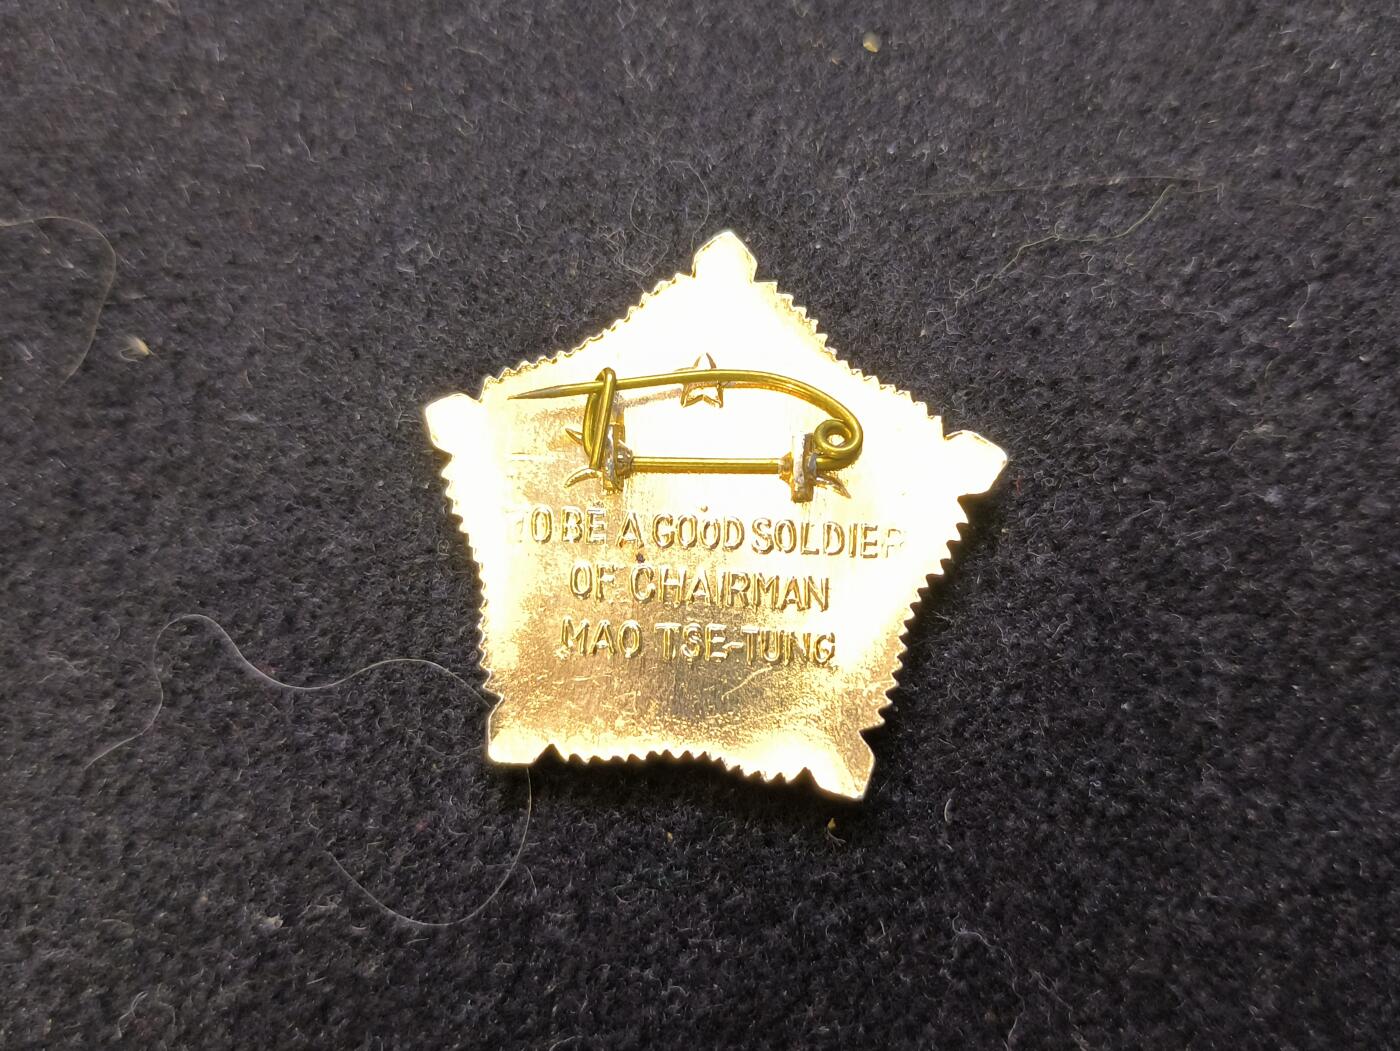 TO BE A GOOD SOLDIER
OF CHAIRMAN
MAO TSE-TUNG